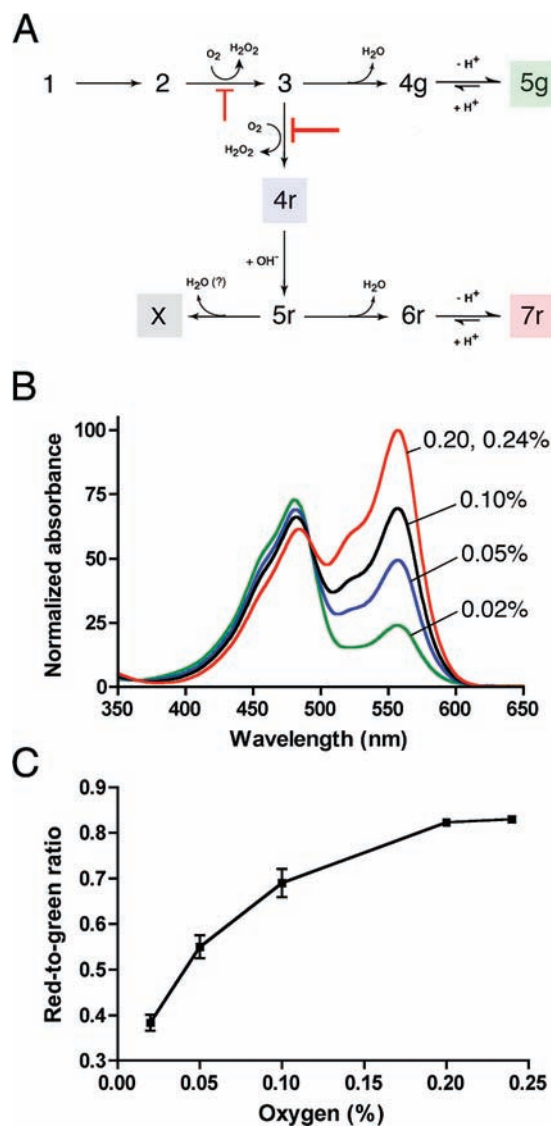 A
O₂ H₂O₂ H₂O - H⁺
1 2 3 4g 5g
+ H⁺
O₂
H₂O₂
4r
+ OH⁻
H₂O (?) H₂O - H⁺
X 5r 6r 7r
+ H⁺
B
100
75
50
25
0
Normalized absorbance
0.20, 0.24%
0.10%
0.05%
0.02%
350 400 450 500 550 600 650
Wavelength (nm)
C
0.9
0.8
0.7
0.6
0.5
0.4
0.3
Red-to-green ratio
0.00 0.05 0.10 0.15 0.20 0.25
Oxygen (%)